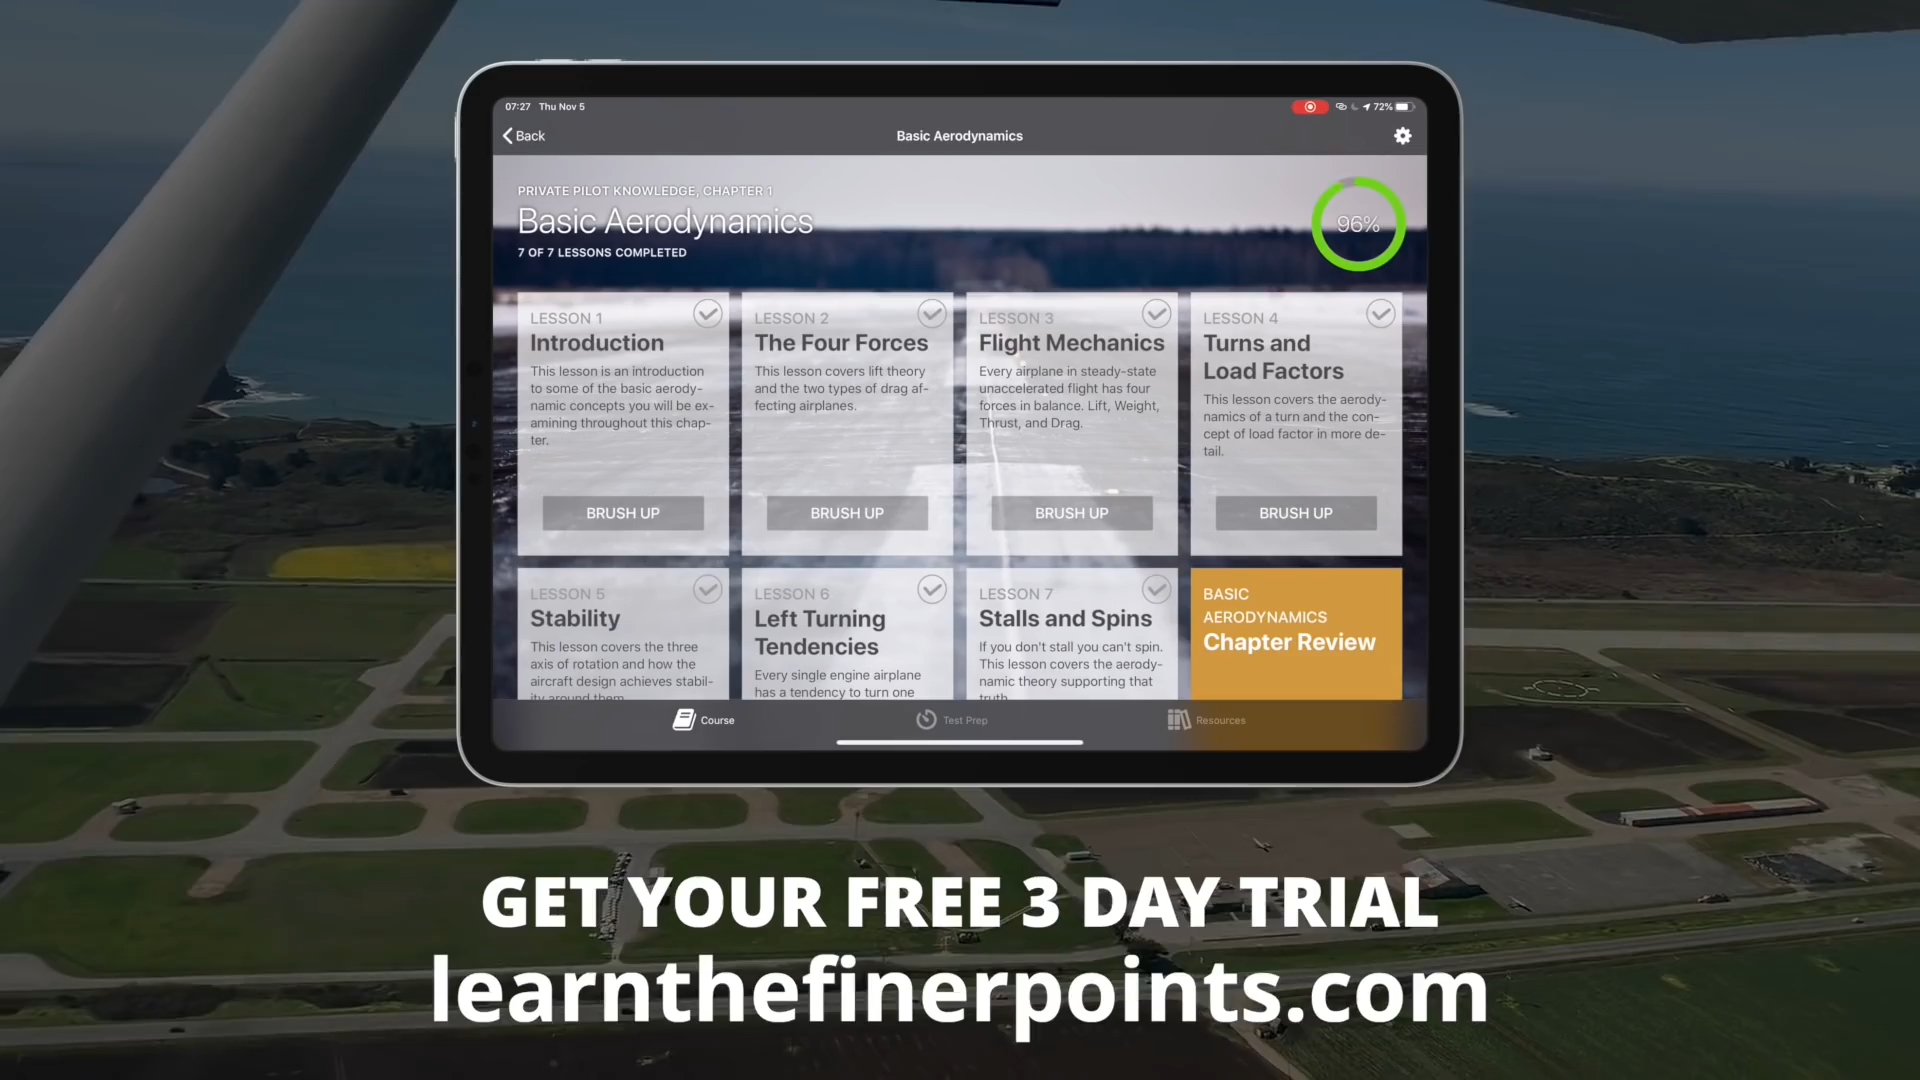 07:27 Thu Nov 5
72%
Back
Basic Aerodynamics
PRIVATE PILOT KNOWLEDGE, CHAPTER 1
Basic Aerodynamics
7 OF 7 LESSONS COMPLETED
96%
LESSON 1
Introduction
This lesson is an introduction
to some of the basic aerody-
namic concepts you will be ex-
amining throughout this chap-
ter.
BRUSH UP
LESSON 2
The Four Forces
This lesson covers lift theory
and the two types of drag af-
fecting airplanes.
BRUSH UP
LESSON 3
Flight Mechanics
Every airplane in steady-state
unaccelerated flight has four
forces in balance. Lift, Weight,
Thrust, and Drag.
BRUSH UP
LESSON 4
Turns and
Load Factors
This lesson covers the aerody-
namics of a turn and the con-
cept of load factor in more de-
tail.
BRUSH UP
LESSON 5
Stability
This lesson covers the three
axis of rotation and how the
aircraft design achieves stabil-
ity around them
LESSON 6
Left Turning
Tendencies
Every single engine airplane
has a tendency to turn one
LESSON 7
Stalls and Spins
If you don't stall you can't spin.
This lesson covers the aerody-
namic theory supporting that
truth
BASIC
AERODYNAMICS
Chapter Review
Course
Test Prep
Resources
GET YOUR FREE 3 DAY TRIAL
learnthefinerpoints.com